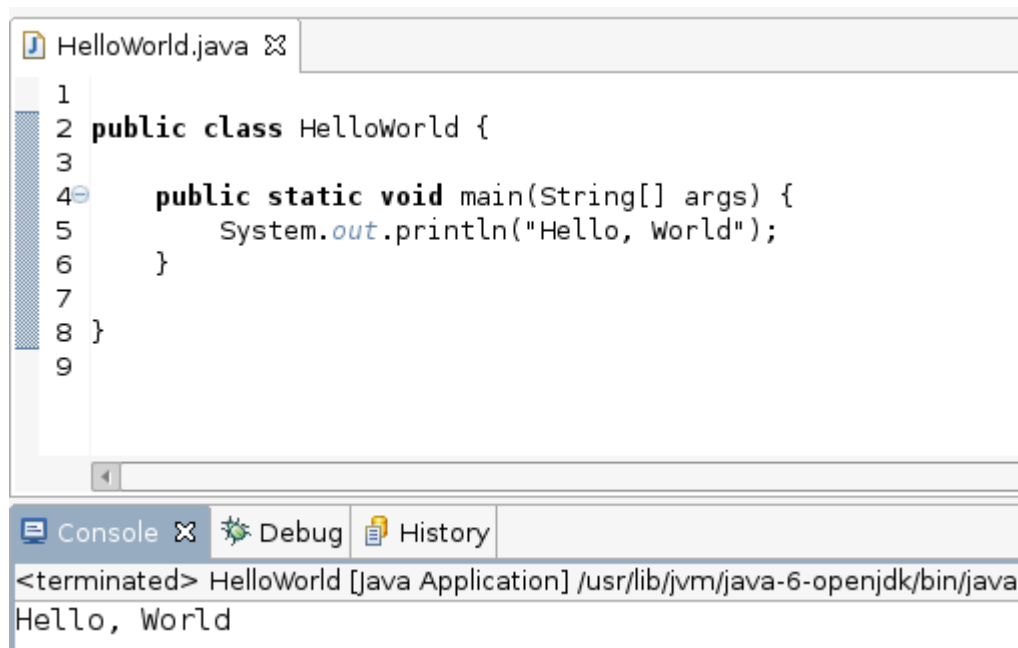 HelloWorld.java
1
2 public class HelloWorld {
3
4     public static void main(String[] args) {
5         System.out.println("Hello, World");
6     }
7
8 }
9
Console Debug History
<terminated> HelloWorld [Java Application] /usr/lib/jvm/java-6-openjdk/bin/java
Hello, World